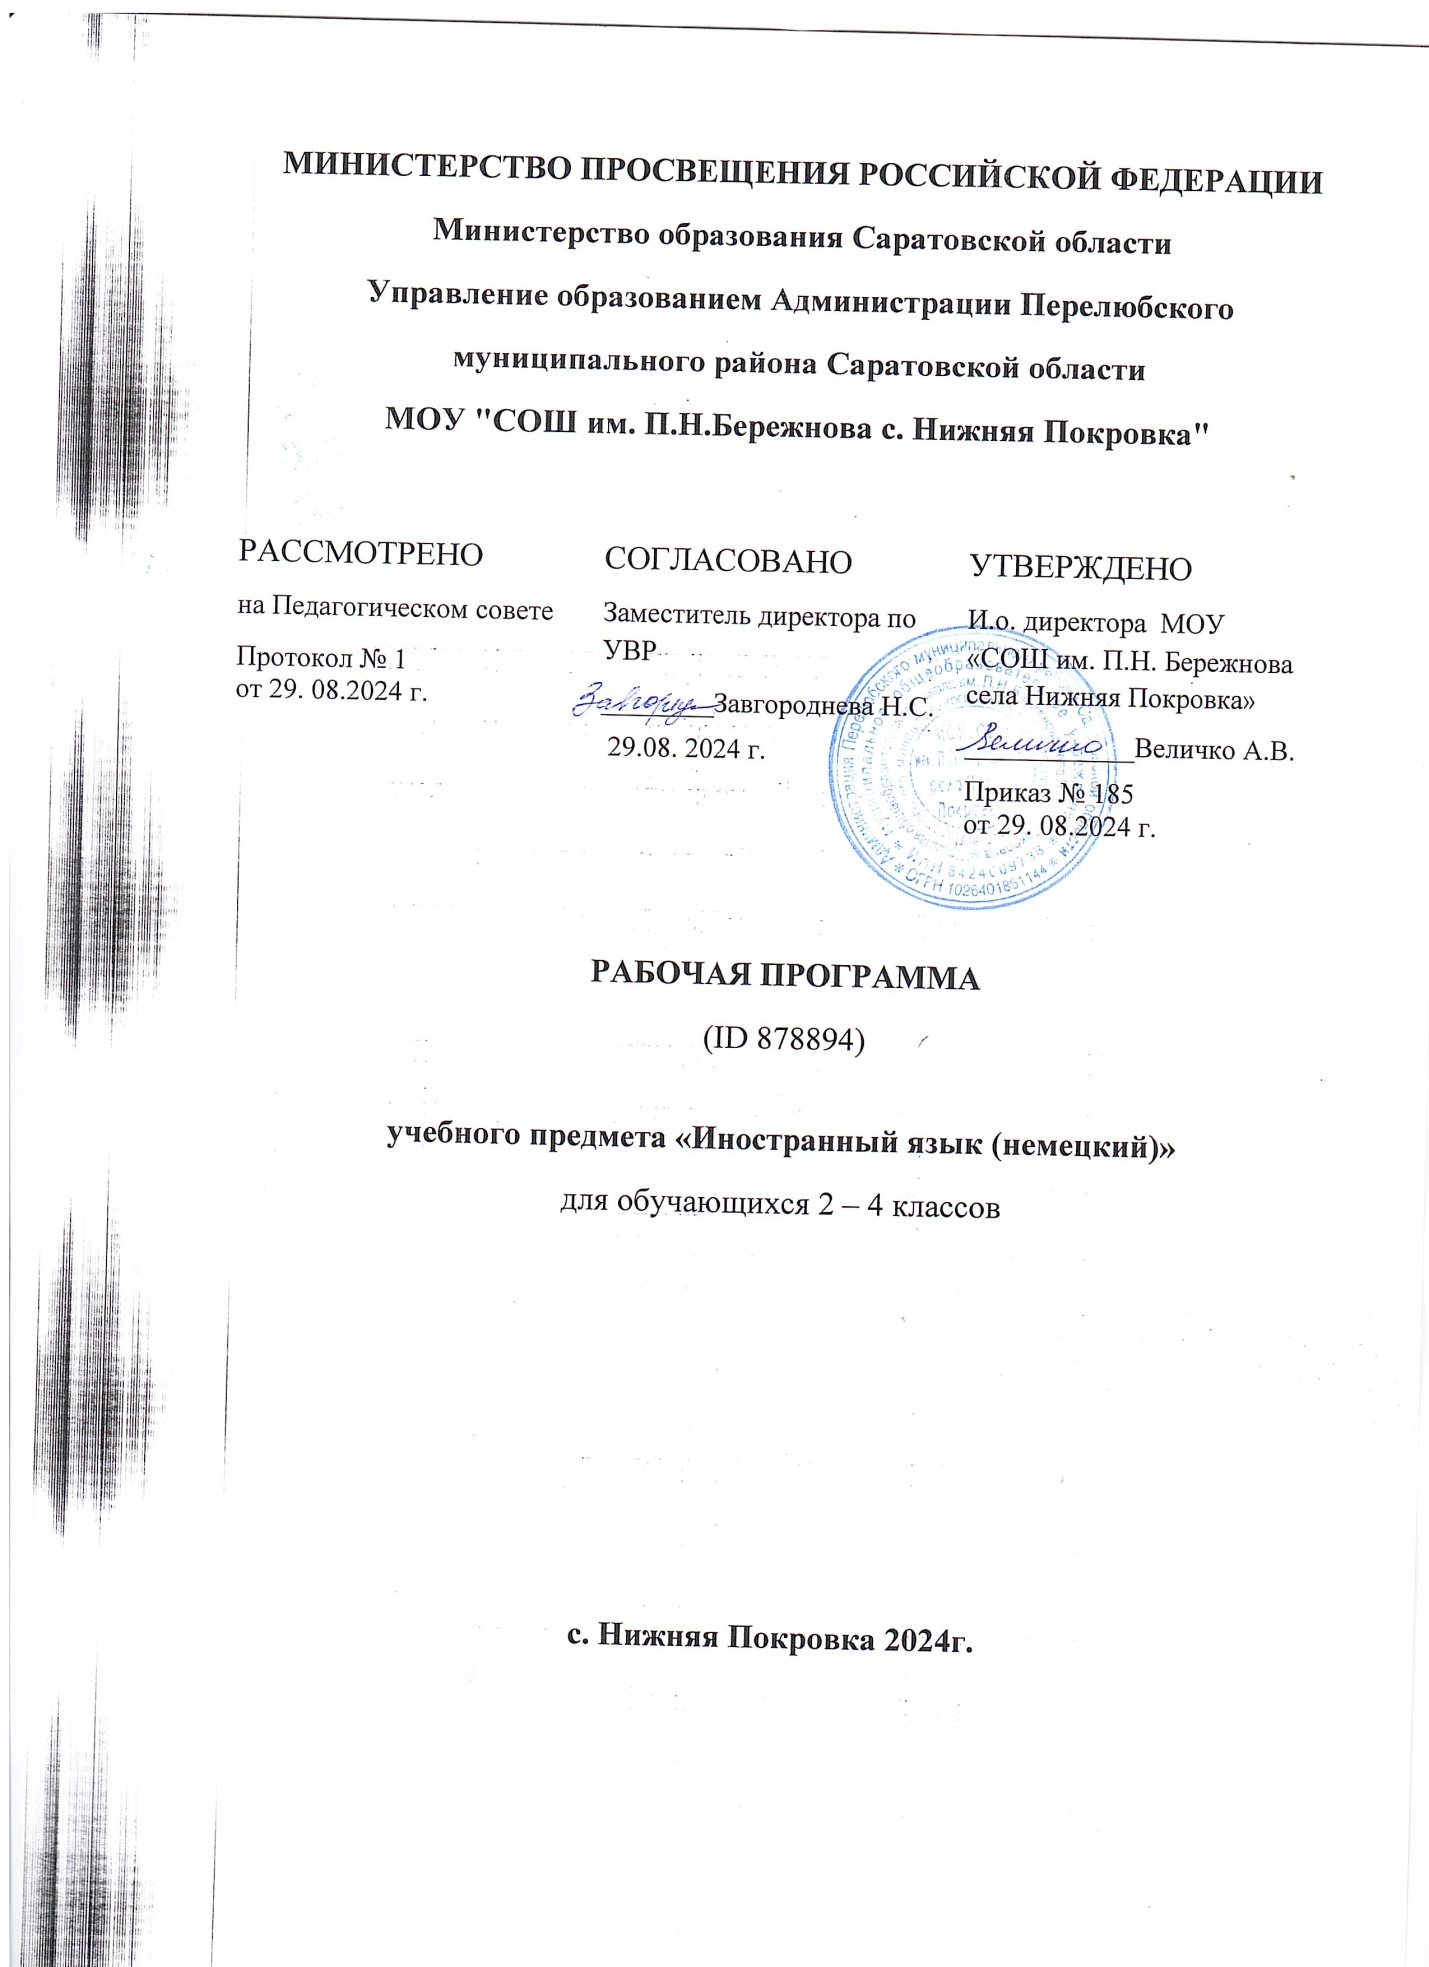 МИНИСТЕРСТВО ПРОСВЕЩЕНИЯ РОССИЙСКОЙ ФЕДЕРАЦИИ
Министерство образования Саратовской области
Управление образованием Администрации Перелюбского
муниципального района Саратовской области
МОУ "СОШ им. П.Н.Бережнова с. Нижняя Покровка"
РАССМОТРЕНО
на Педагогическом совете
Протокол № 1
от 29. 08.2024 г.
СОГЛАСОВАНО
Заместитель директора по
УВР
Завгороднева Н.С.
29.08. 2024 г.
УТВЕРЖДЕНО
И.о. директора МОУ
«СОШ им. П.Н. Бережнова
села Нижняя Покровка»
Величко Величко А.В.
Приказ № 185
от 29. 08.2024 г.
ОГРН 1026401851144
РАБОЧАЯ ПРОГРАММА
(ID 878894)
учебного предмета «Иностранный язык (немецкий)»
для обучающихся 2 – 4 классов
с. Нижняя Покровка 2024г.